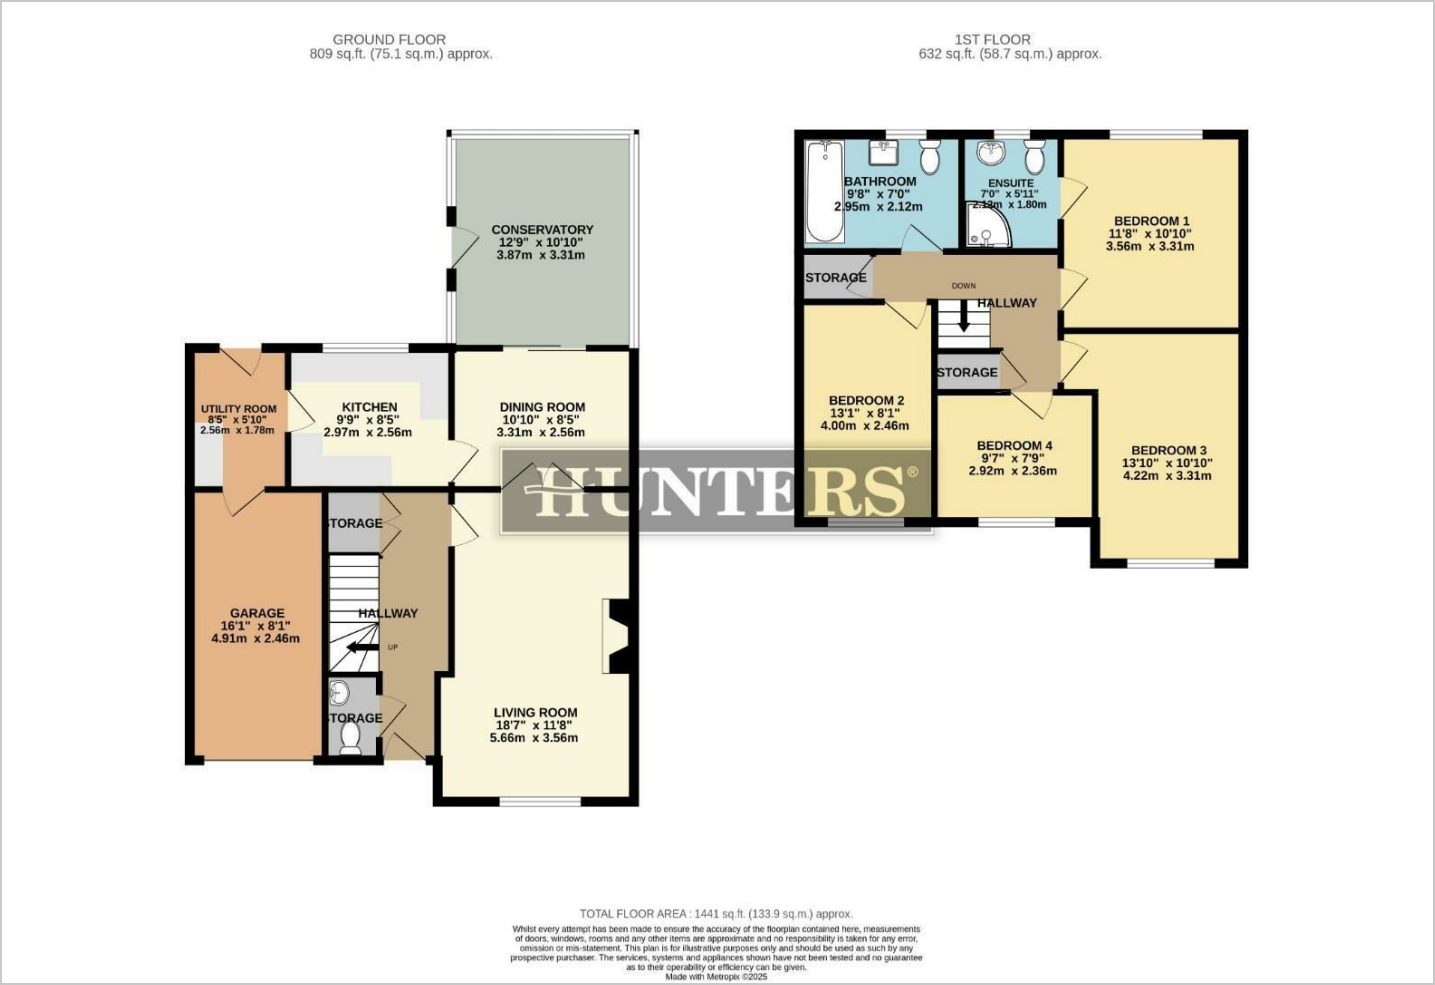 GROUND FLOOR
809 sq.ft. (75.1 sq.m.) approx.
1ST FLOOR
632 sq.ft. (58.7 sq.m.) approx.
CONSERVATORY
12'9" x 10'10"
3.87m x 3.31m
UTILITY ROOM
8'5" x 5'10"
2.56m x 1.78m
KITCHEN
9'9" x 8'5"
2.97m x 2.56m
DINING ROOM
10'10" x 8'5"
3.31m x 2.56m
STORAGE
GARAGE
16'1" x 8'1"
4.91m x 2.46m
HALLWAY
UP
STORAGE
LIVING ROOM
18'7" x 11'8"
5.66m x 3.56m
BATHROOM
9'8" x 7'0"
2.95m x 2.12m
ENSUITE
7'0" x 5'11"
2.13m x 1.80m
BEDROOM 1
11'8" x 10'10"
3.56m x 3.31m
STORAGE
DOWN
HALLWAY
STORAGE
BEDROOM 2
13'1" x 8'1"
4.00m x 2.46m
BEDROOM 4
9'7" x 7'9"
2.92m x 2.36m
BEDROOM 3
13'10" x 10'10"
4.22m x 3.31m
HUNTERS®
TOTAL FLOOR AREA : 1441 sq.ft. (133.9 sq.m.) approx.
Whilst every attempt has been made to ensure the accuracy of the floorplan contained here, measurements
of doors, windows, rooms and any other items are approximate and no responsibility is taken for any error,
omission or mis-statement. This plan is for illustrative purposes only and should be used as such by any
prospective purchaser. The services, systems and appliances shown have not been tested and no guarantee
as to their operability or efficiency can be given.
Made with Metropix ©2025